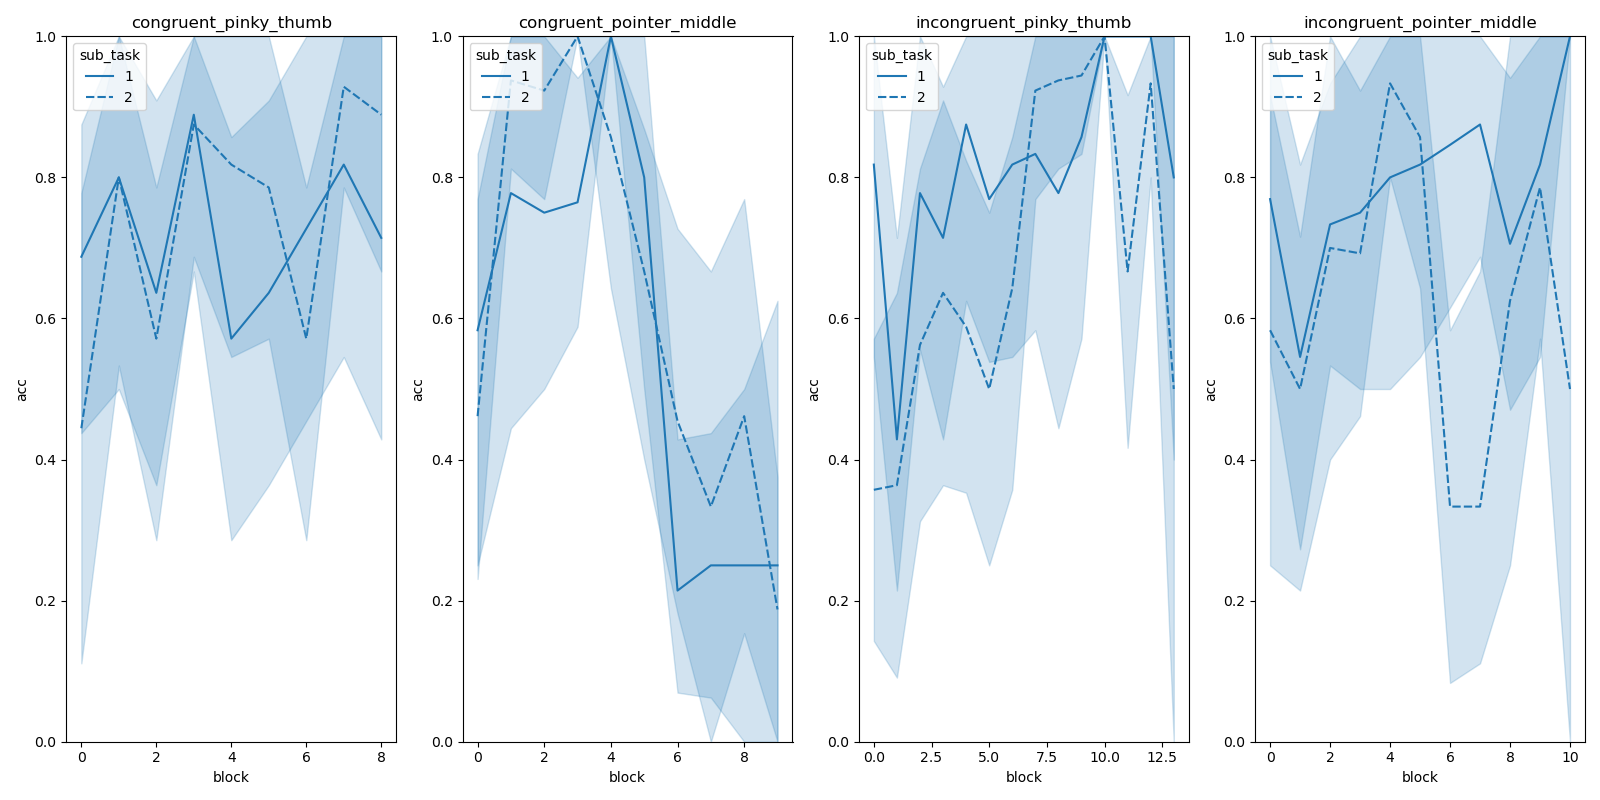 congruent_pinky_thumb
sub_task
1
2
acc
1.0
0.8
0.6
0.4
0.2
0.0
0 2 4 6 8
block
congruent_pointer_middle
sub_task
1
2
acc
1.0
0.8
0.6
0.4
0.2
0.0
0 2 4 6 8
block
incongruent_pinky_thumb
sub_task
1
2
acc
1.0
0.8
0.6
0.4
0.2
0.0
0.0 2.5 5.0 7.5 10.0 12.5
block
incongruent_pointer_middle
sub_task
1
2
acc
1.0
0.8
0.6
0.4
0.2
0.0
0 2 4 6 8 10
block